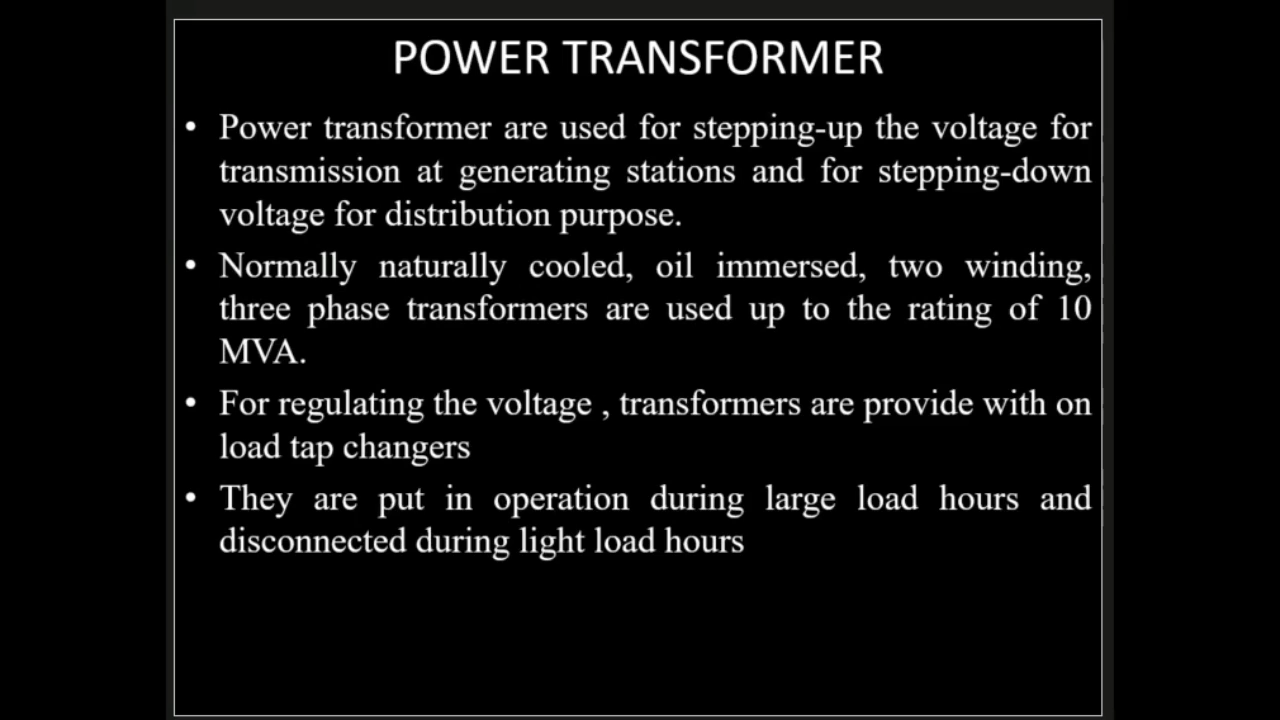 POWER TRANSFORMER
• Power transformer are used for stepping-up the voltage for
transmission at generating stations and for stepping-down
voltage for distribution purpose.
• Normally naturally cooled, oil immersed, two winding,
three phase transformers are used up to the rating of 10
MVA.
• For regulating the voltage , transformers are provide with on
load tap changers
• They are put in operation during large load hours and
disconnected during light load hours